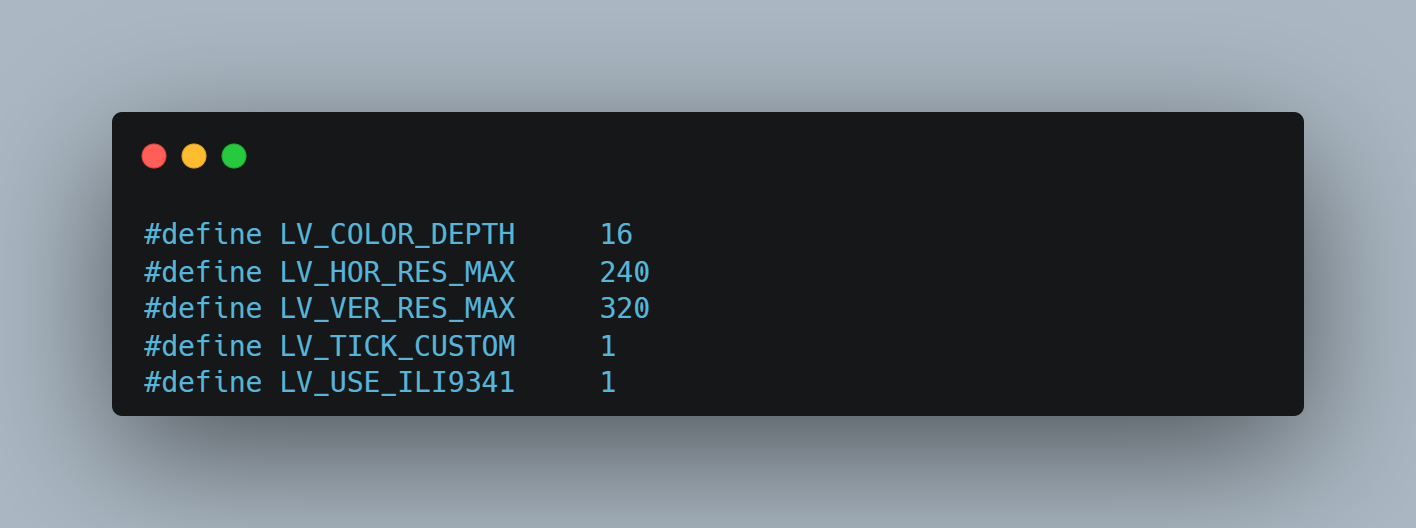 #define LV_COLOR_DEPTH     16
#define LV_HOR_RES_MAX     240
#define LV_VER_RES_MAX     320
#define LV_TICK_CUSTOM     1
#define LV_USE_ILI9341     1